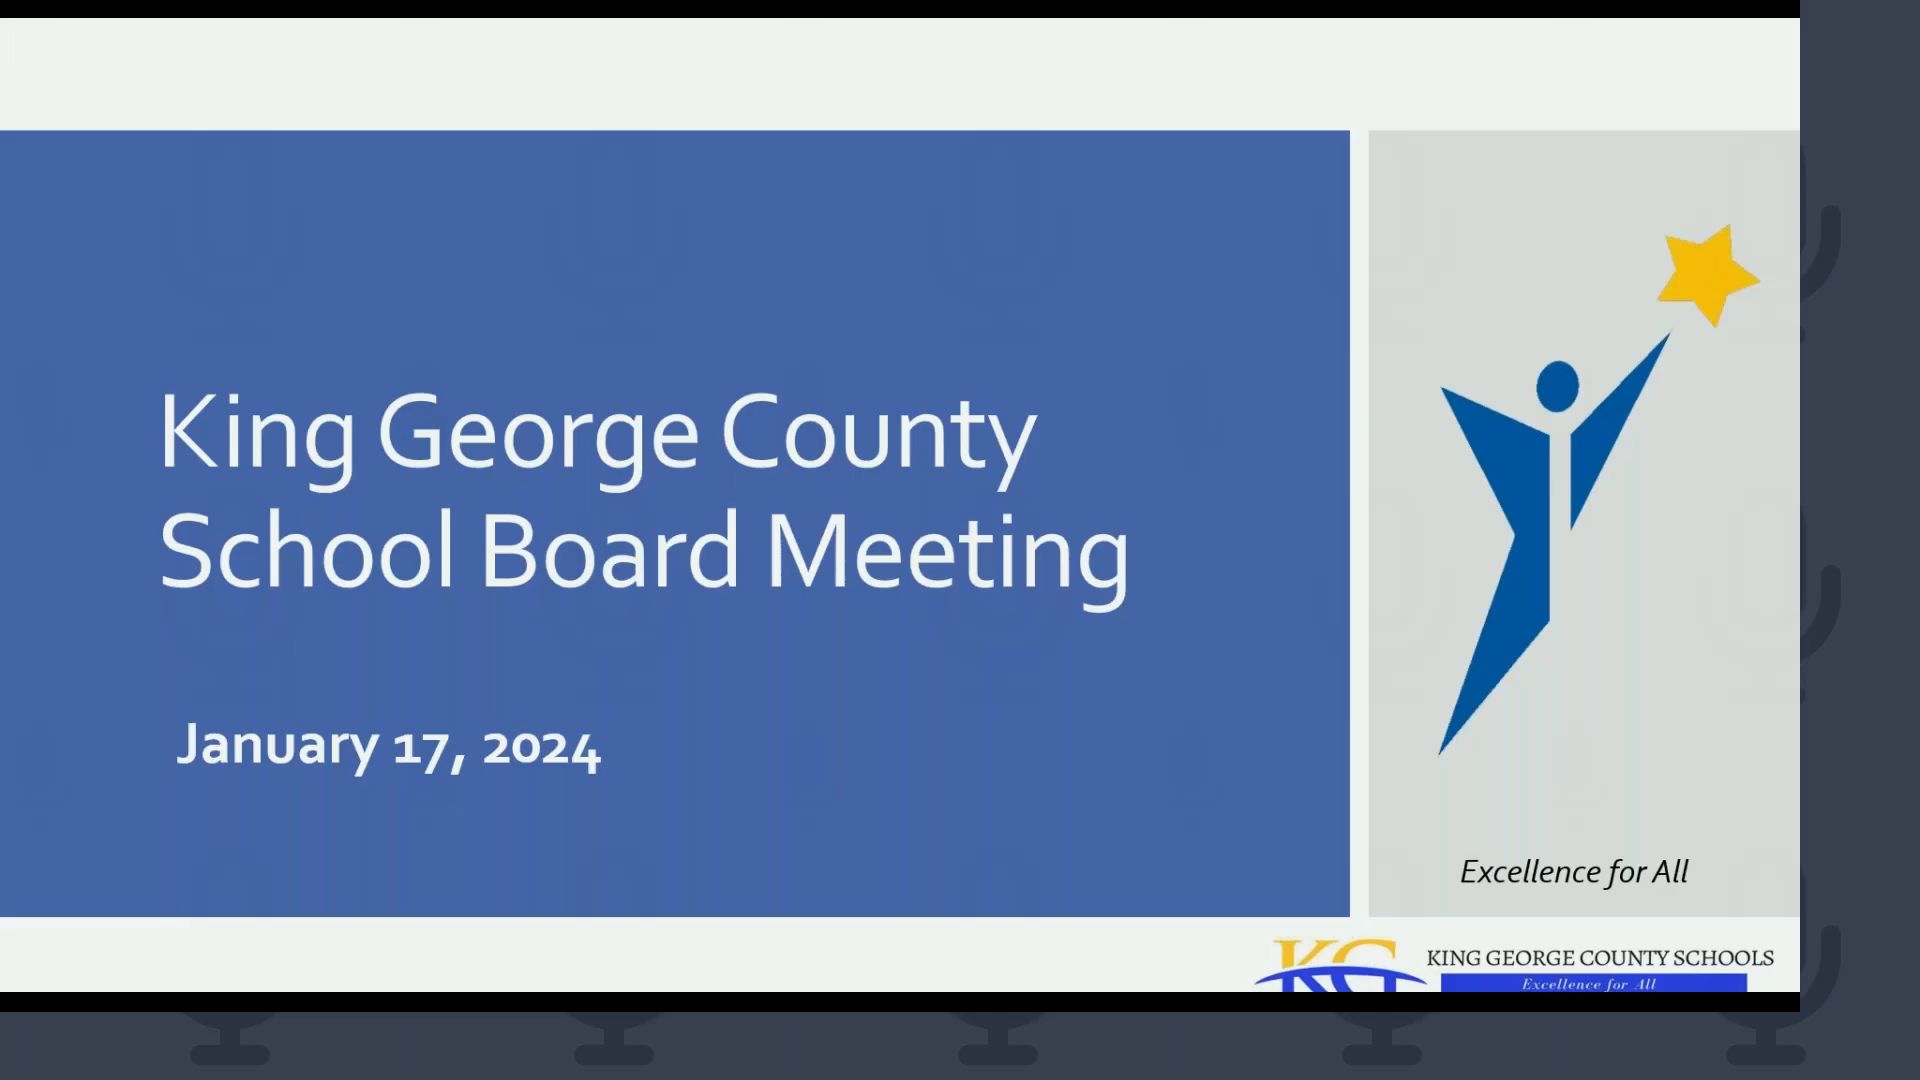 King George County
School Board Meeting
January 17, 2024
Excellence for All
KG
KING GEORGE COUNTY SCHOOLS
Excellence for All